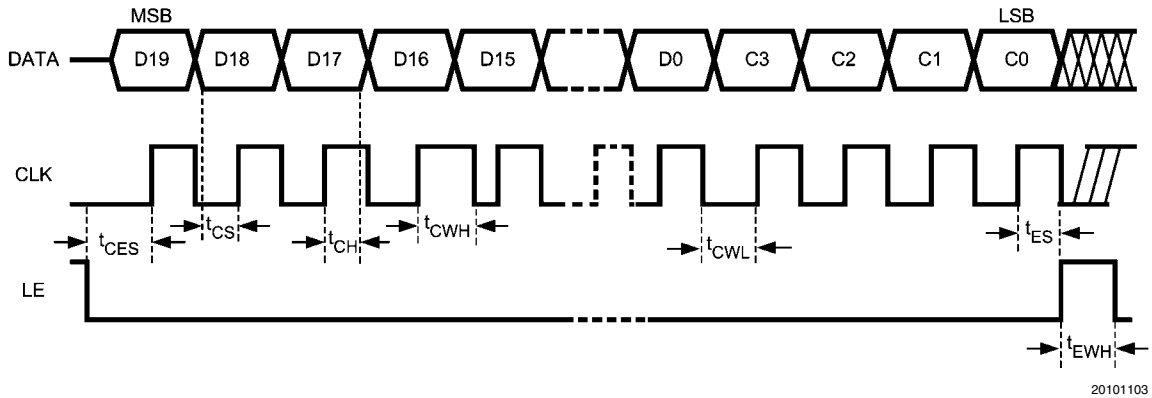 MSB LSB
DATA D19 D18 D17 D16 D15 D0 C3 C2 C1 C0
CLK
tCES tCS tCH tCWH tCWL tES
LE
tEWH
20101103